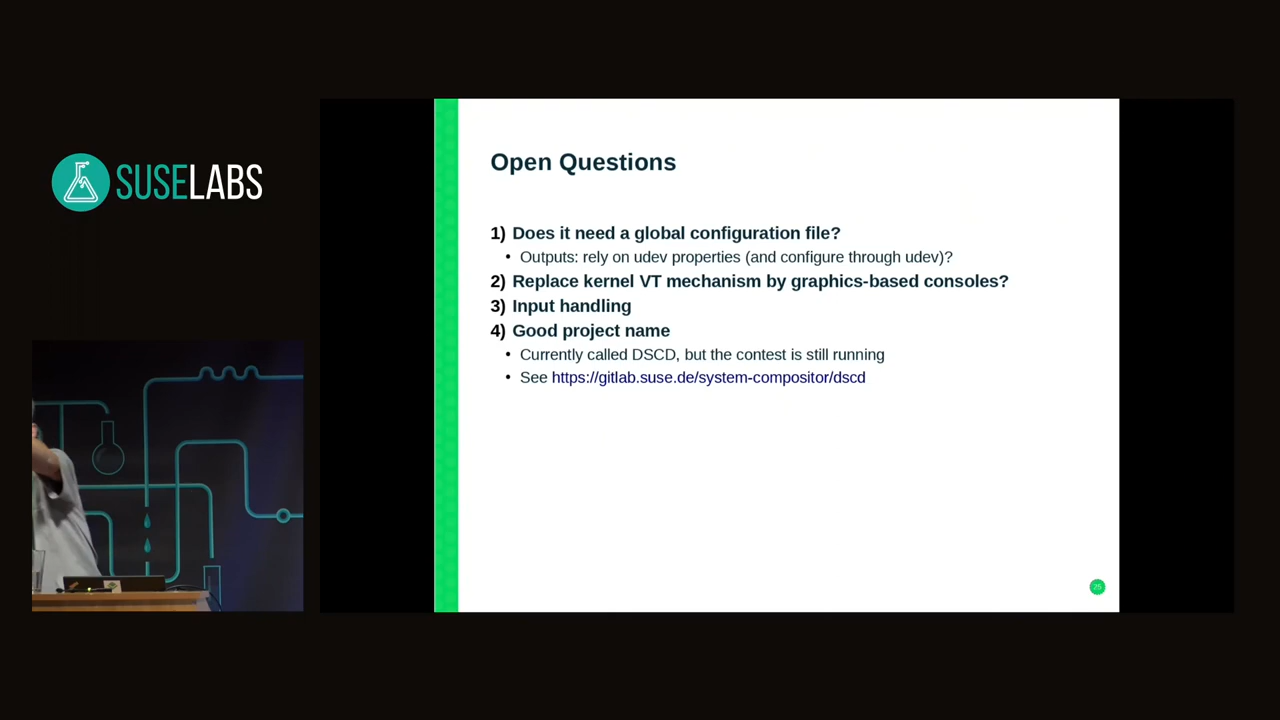 SUSELABS
Open Questions
1) Does it need a global configuration file?
• Outputs: rely on udev properties (and configure through udev)?
2) Replace kernel VT mechanism by graphics-based consoles?
3) Input handling
4) Good project name
• Currently called DSCD, but the contest is still running
• See https://gitlab.suse.de/system-compositor/dscd